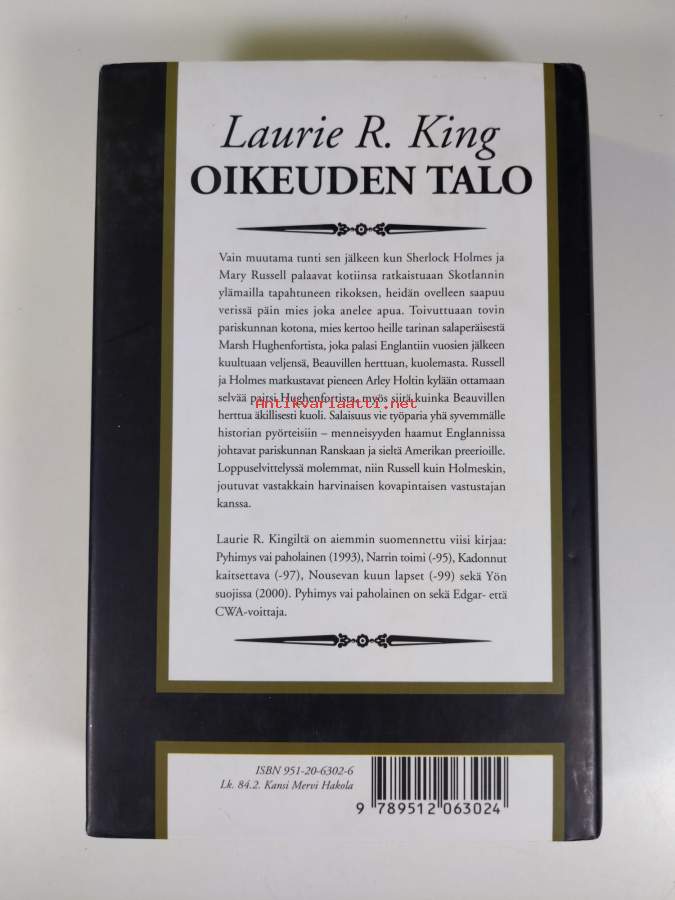 Laurie R. King
OIKEUDEN TALO
Vain muutama tunti sen jälkeen kun Sherlock Holmes ja
Mary Russell palaavat kotiinsa ratkaistuaan Skotlannin
ylämailla tapahtuneen rikoksen, heidän ovelleen saapuu
verissä päin mies joka anelee apua. Toivuttuaan tovin
pariskunnan kotona, mies kertoo heille tarinan salaperäisestä
Marsh Hughenfortista, joka palasi Englantiin vuosien jälkeen
kuultuaan veljensä, Beauvillen herttuan, kuolemasta. Russell
ja Holmes matkustavat pieneen Arley Holtin kylään ottamaan
selvää paitsi Hughenfortista, myös siitä kuinka Beauvillen
Antikvariaatti.net
herttua äkillisesti kuoli. Salaisuus vie työparia yhä syvemmälle
historian pyörteisiin – menneisyyden haamut Englannissa
johtavat pariskunnan Ranskaan ja sieltä Amerikan preerioille.
Loppuselvittelyssä molemmat, niin Russell kuin Holmeskin,
joutuvat vastakkain harvinaisen kovapintaisen vastustajan
kanssa.
Laurie R. Kingiltä on aiemmin suomennettu viisi kirjaa:
Pyhimys vai paholainen (1993), Narrin toimi (-95), Kadonnut
kaitsettava (-97), Nousevan kuun lapset (-99) sekä Yön
suojissa (2000). Pyhimys vai paholainen on sekä Edgar- että
CWA-voittaja.
ISBN 951-20-6302-6
Lk. 84.2. Kansi Mervi Hakola
9 789512 063024